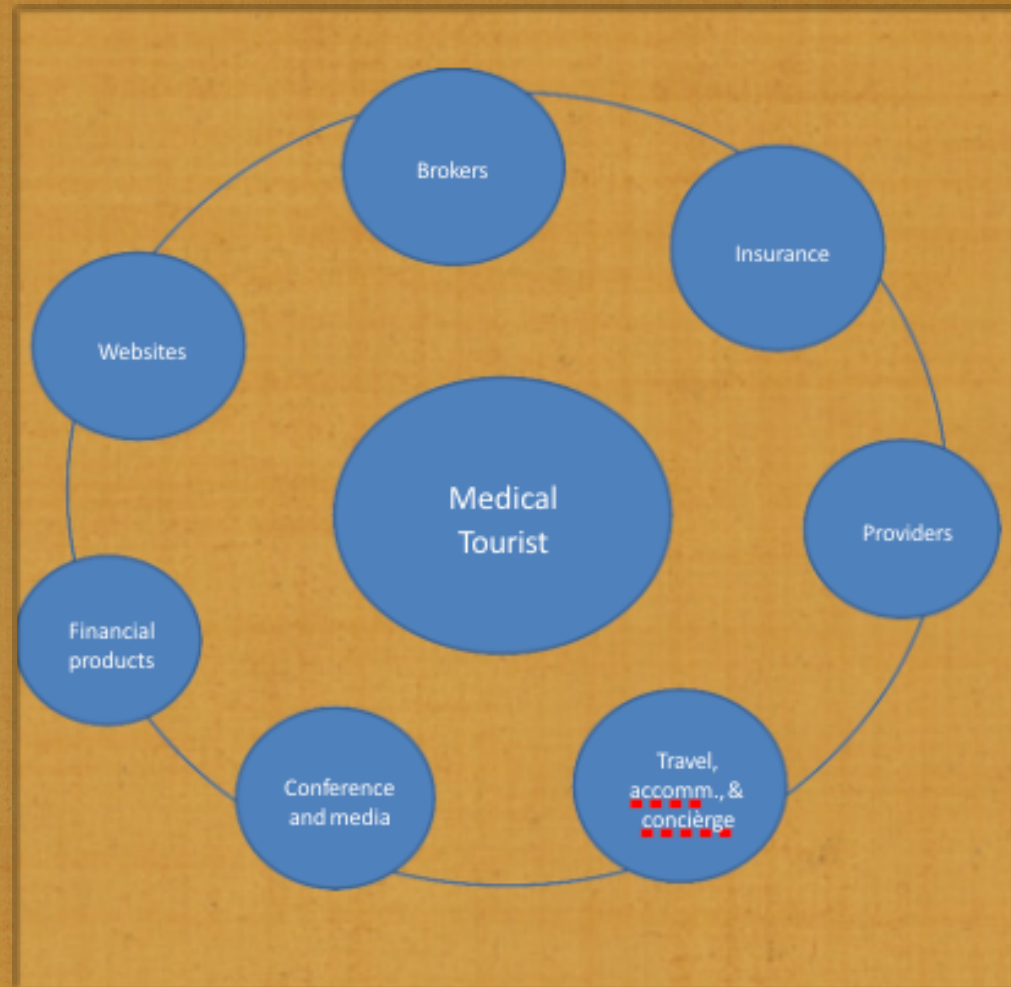 Brokers
Insurance
Websites
Medical
Tourist
Providers
Financial
products
Travel,
accomm., &
concièrge
Conference
and media